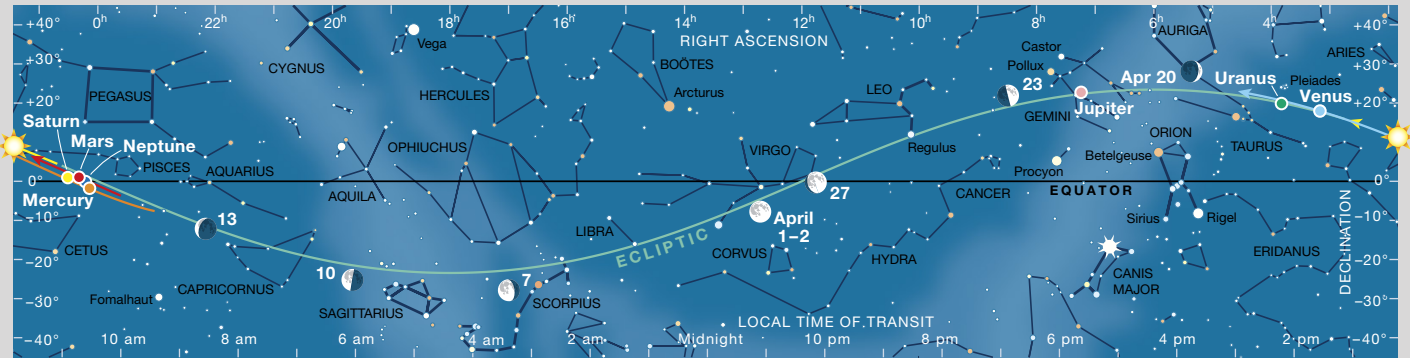 +40° 0h 22h 20h 18h 16h 14h 12h 10h 8h 6h 4h +40°
RIGHT ASCENSION
+30° +30°
+20° +20°
+10° +10°
0° 0°
−10° −10°
−20° −20°
−30° −30°
−40° −40°
CYGNUS
Vega
PEGASUS
HERCULES
BOÖTES
Arcturus
LEO
Castor
Pollux
23
AURIGA
Apr 20
Uranus
Pleiades
ARIES
Venus
Jupiter
GEMINI
Saturn
Mars
Neptune
PISCES
AQUARIUS
Mercury
OPHIUCHUS
AQUILA
VIRGO
Regulus
ORION
Betelgeuse
TAURUS
Procyon
EQUATOR
CANCER
27
13
April
1–2
LIBRA
ECLIPTIC
CORVUS
HYDRA
Sirius
Rigel
ERIDANUS
DECLINATION
CETUS
10
7
CAPRICORNUS
Fomalhaut
SAGITTARIUS
SCORPIUS
CANIS
MAJOR
LOCAL TIME OF TRANSIT
10 am 8 am 6 am 4 am 2 am Midnight 10 pm 8 pm 6 pm 4 pm 2 pm